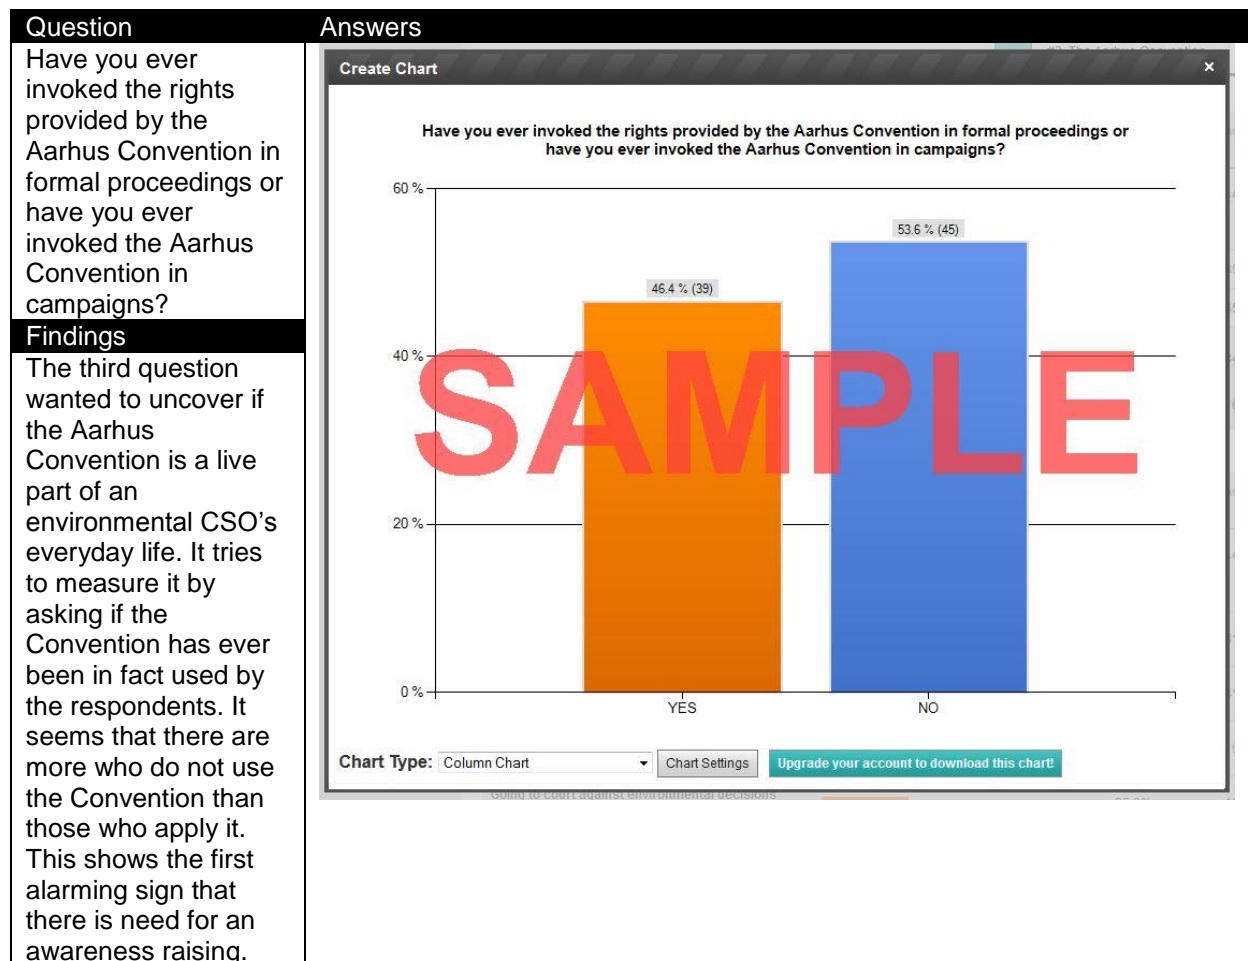 Question
Answers
Have you ever
invoked the rights
provided by the
Aarhus Convention in
formal proceedings or
have you ever
invoked the Aarhus
Convention in
campaigns?
Findings
The third question
wanted to uncover if
the Aarhus
Convention is a live
part of an
environmental CSO’s
everyday life. It tries
to measure it by
asking if the
Convention has ever
been in fact used by
the respondents. It
seems that there are
more who do not use
the Convention than
those who apply it.
This shows the first
alarming sign that
there is need for an
awareness raising.
Create Chart
×
Have you ever invoked the rights provided by the Aarhus Convention in formal proceedings or
have you ever invoked the Aarhus Convention in campaigns?
60 %
53.6 % (45)
46.4 % (39)
40 %
SAMPLE
20 %
0 %
YES
NO
Chart Type: Column Chart
Chart Settings
Upgrade your account to download this chart!
Going to court against environmental decisions